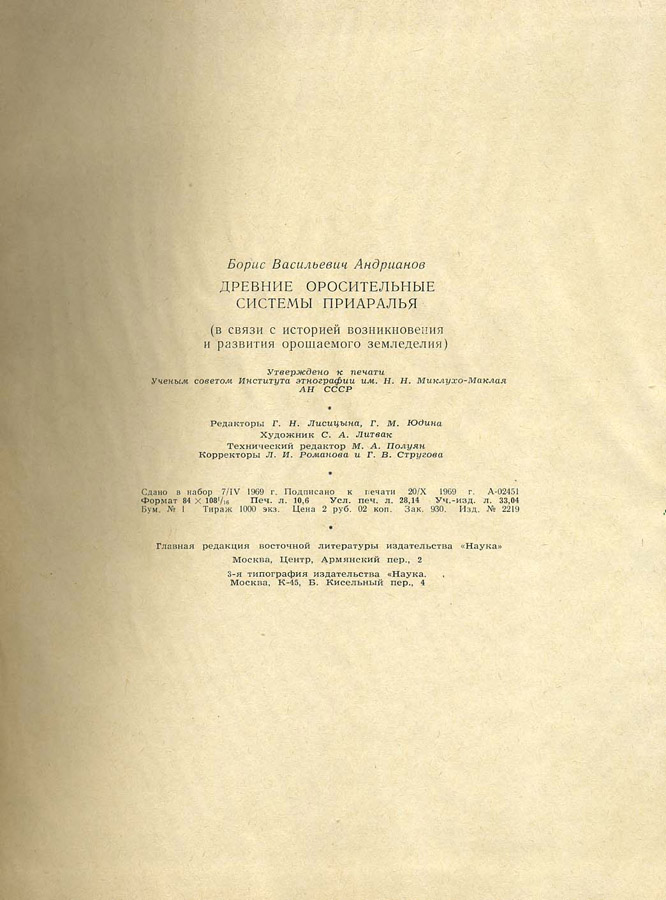 Борис Васильевич Андрианов
ДРЕВНИЕ ОРОСИТЕЛЬНЫЕ
СИСТЕМЫ ПРИАРАЛЬЯ
(в связи с историей возникновения
и развития орошаемого земледелия)
Утверждено к печати
Ученым советом Института этнографии им. Н. Н. Миклухо-Маклая
АН СССР
Редакторы Г. Н. Лисицына, Г. М. Юдина
Художник С. А. Литвак
Технический редактор М. А. Полуян
Корректоры Л. И. Романова и Г. В. Стругова
Сдано в набор 7/IV 1969 г. Подписано к печати 20/X 1969 г. А-02451
Формат 84 × 108¹/₁₆ Печ. л. 10,6 Усл. печ. л. 28,14 Уч.-изд. л. 33,04
Бум. № 1 Тираж 1000 экз. Цена 2 руб. 02 коп. Зак. 930. Изд. № 2219
Главная редакция восточной литературы издательства «Наука»
Москва, Центр, Армянский пер., 2
3-я типография издательства «Наука.
Москва, К-45, Б. Кисельный пер., 4